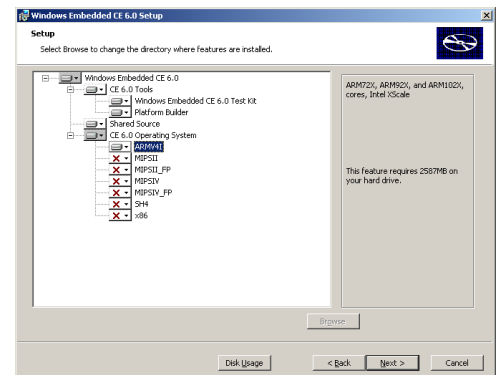 Windows Embedded CE 6.0 Setup
Setup
Select Browse to change the directory where features are installed.
Windows Embedded CE 6.0
CE 6.0 Tools
Windows Embedded CE 6.0 Test Kit
Platform Builder
Shared Source
CE 6.0 Operating System
ARMV4I
MIPSII
MIPSII_FP
MIPSIV
MIPSIV_FP
SH4
x86
ARM72X, ARM92X, and ARM102X,
cores, Intel XScale
This feature requires 2587MB on
your hard drive.
Browse
Disk Usage
< Back
Next >
Cancel